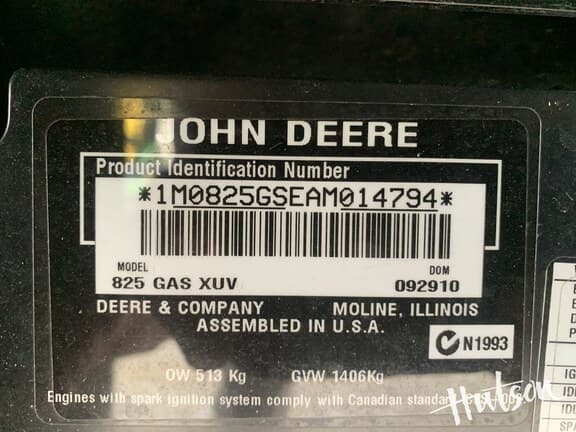 JOHN DEERE
Product Identification Number
*1M0825GSEAM014794*
MODEL DOM
825 GAS XUV 092910
DEERE & COMPANY MOLINE, ILLINOIS
ASSEMBLED IN U.S.A.
N1993
OW 513 Kg GVW 1406Kg
Engines with spark ignition system comply with Canadian standard
Hutson